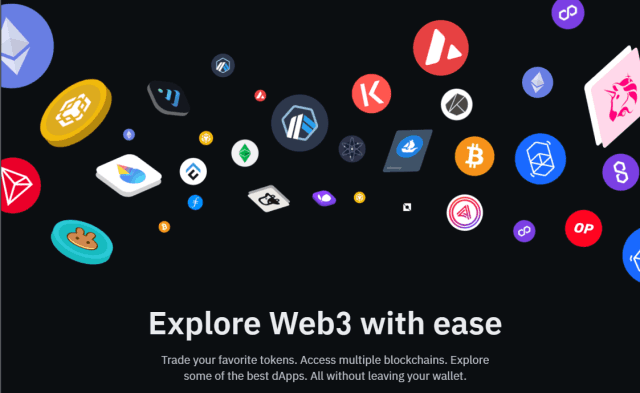 OP
Explore Web3 with ease
Trade your favorite tokens. Access multiple blockchains. Explore
some of the best dApps. All without leaving your wallet.